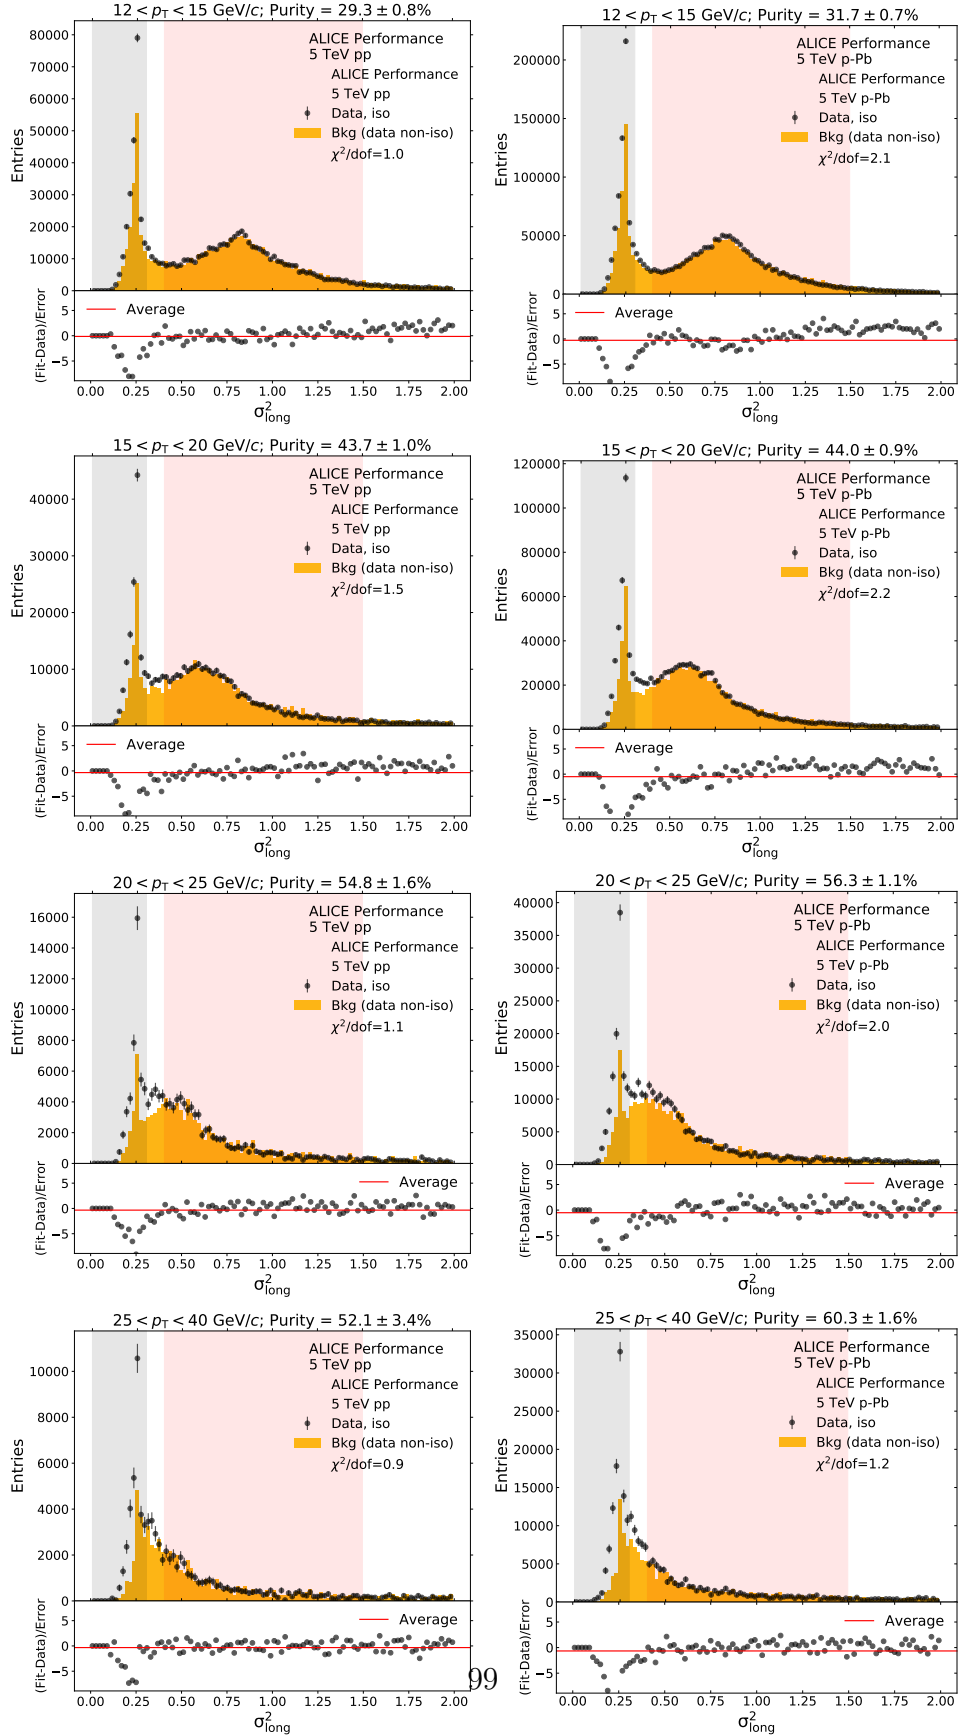 12 < pT < 15 GeV/c; Purity = 29.3 ± 0.8%
80000
70000
60000
50000
40000
30000
20000
10000
0
Entries
ALICE Performance
5 TeV pp
ALICE Performance
5 TeV pp
Data, iso
Bkg (data non-iso)
χ²/dof=1.0
5
0
−5
(Fit-Data)/Error
Average
0.00 0.25 0.50 0.75 1.00 1.25 1.50 1.75 2.00
σ²long
12 < pT < 15 GeV/c; Purity = 31.7 ± 0.7%
200000
150000
100000
50000
0
Entries
ALICE Performance
5 TeV p-Pb
ALICE Performance
5 TeV p-Pb
Data, iso
Bkg (data non-iso)
χ²/dof=2.1
5
0
−5
(Fit-Data)/Error
Average
0.00 0.25 0.50 0.75 1.00 1.25 1.50 1.75 2.00
σ²long
15 < pT < 20 GeV/c; Purity = 43.7 ± 1.0%
40000
30000
20000
10000
0
Entries
ALICE Performance
5 TeV pp
ALICE Performance
5 TeV pp
Data, iso
Bkg (data non-iso)
χ²/dof=1.5
5
0
−5
(Fit-Data)/Error
Average
0.00 0.25 0.50 0.75 1.00 1.25 1.50 1.75 2.00
σ²long
15 < pT < 20 GeV/c; Purity = 44.0 ± 0.9%
120000
100000
80000
60000
40000
20000
0
Entries
ALICE Performance
5 TeV p-Pb
ALICE Performance
5 TeV p-Pb
Data, iso
Bkg (data non-iso)
χ²/dof=2.2
5
0
−5
(Fit-Data)/Error
Average
0.00 0.25 0.50 0.75 1.00 1.25 1.50 1.75 2.00
σ²long
20 < pT < 25 GeV/c; Purity = 54.8 ± 1.6%
16000
14000
12000
10000
8000
6000
4000
2000
0
Entries
ALICE Performance
5 TeV pp
ALICE Performance
5 TeV pp
Data, iso
Bkg (data non-iso)
χ²/dof=1.1
5
0
−5
(Fit-Data)/Error
Average
0.00 0.25 0.50 0.75 1.00 1.25 1.50 1.75 2.00
σ²long
20 < pT < 25 GeV/c; Purity = 56.3 ± 1.1%
40000
35000
30000
25000
20000
15000
10000
5000
0
Entries
ALICE Performance
5 TeV p-Pb
ALICE Performance
5 TeV p-Pb
Data, iso
Bkg (data non-iso)
χ²/dof=2.0
5
0
−5
(Fit-Data)/Error
Average
0.00 0.25 0.50 0.75 1.00 1.25 1.50 1.75 2.00
σ²long
25 < pT < 40 GeV/c; Purity = 52.1 ± 3.4%
10000
8000
6000
4000
2000
0
Entries
ALICE Performance
5 TeV pp
ALICE Performance
5 TeV pp
Data, iso
Bkg (data non-iso)
χ²/dof=0.9
5
0
−5
(Fit-Data)/Error
Average
0.00 0.25 0.50 0.75 1.00 1.25 1.50 1.75 2.00
σ²long
25 < pT < 40 GeV/c; Purity = 60.3 ± 1.6%
35000
30000
25000
20000
15000
10000
5000
0
Entries
ALICE Performance
5 TeV p-Pb
ALICE Performance
5 TeV p-Pb
Data, iso
Bkg (data non-iso)
χ²/dof=1.2
5
0
−5
(Fit-Data)/Error
Average
0.00 0.25 0.50 0.75 1.00 1.25 1.50 1.75 2.00
σ²long
99